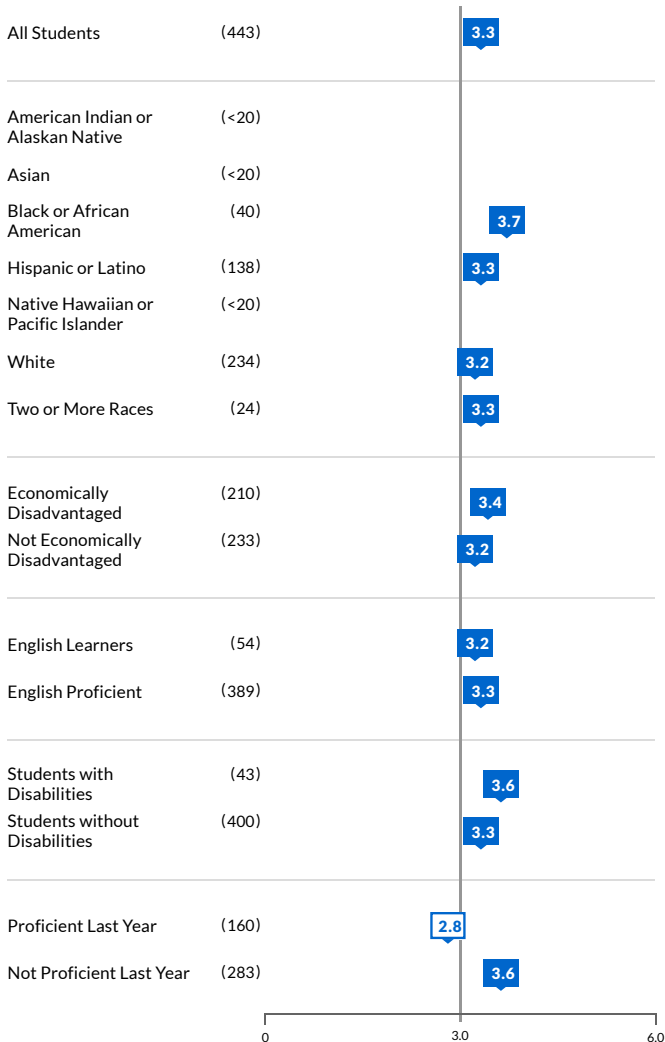 All Students (443) 3.3
American Indian or (<20)
Alaskan Native
Asian (<20)
Black or African (40) 3.7
American
Hispanic or Latino (138) 3.3
Native Hawaiian or (<20)
Pacific Islander
White (234) 3.2
Two or More Races (24) 3.3
Economically (210) 3.4
Disadvantaged
Not Economically (233) 3.2
Disadvantaged
English Learners (54) 3.2
English Proficient (389) 3.3
Students with (43) 3.6
Disabilities
Students without (400) 3.3
Disabilities
Proficient Last Year (160) 2.8
Not Proficient Last Year (283) 3.6
0 3.0 6.0